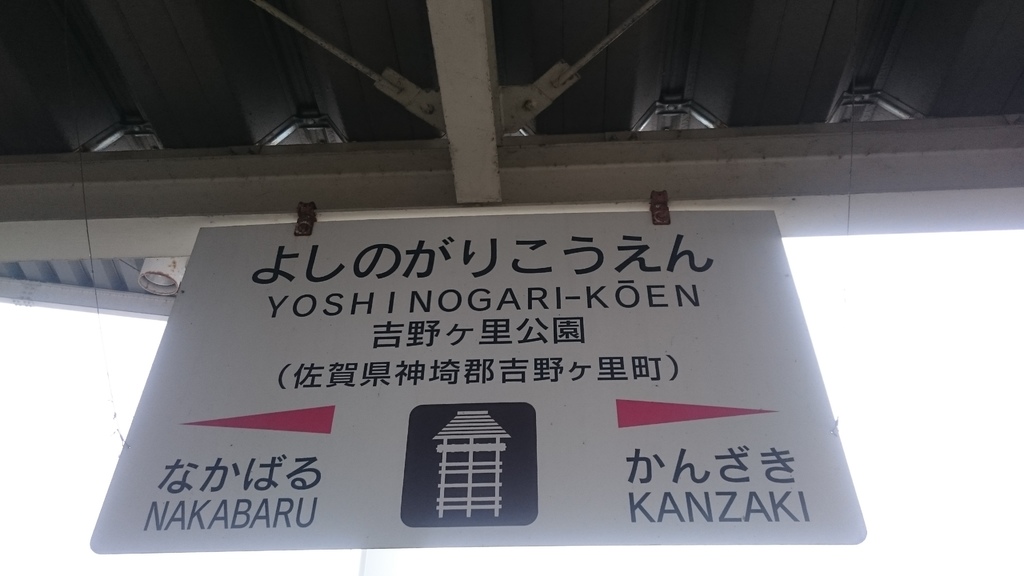 よしのがりこうえん
YOSHINOGARI-KŌEN
吉野ヶ里公園
(佐賀県神埼郡吉野ヶ里町)
なかばる
NAKABARU
かんざき
KANZAKI